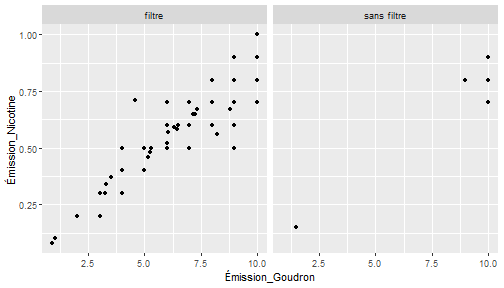 filtre sans filtre
1.00
0.75
0.50
0.25
2.5 5.0 7.5 10.0 2.5 5.0 7.5 10.0
Émission_Goudron
Émission_Nicotine